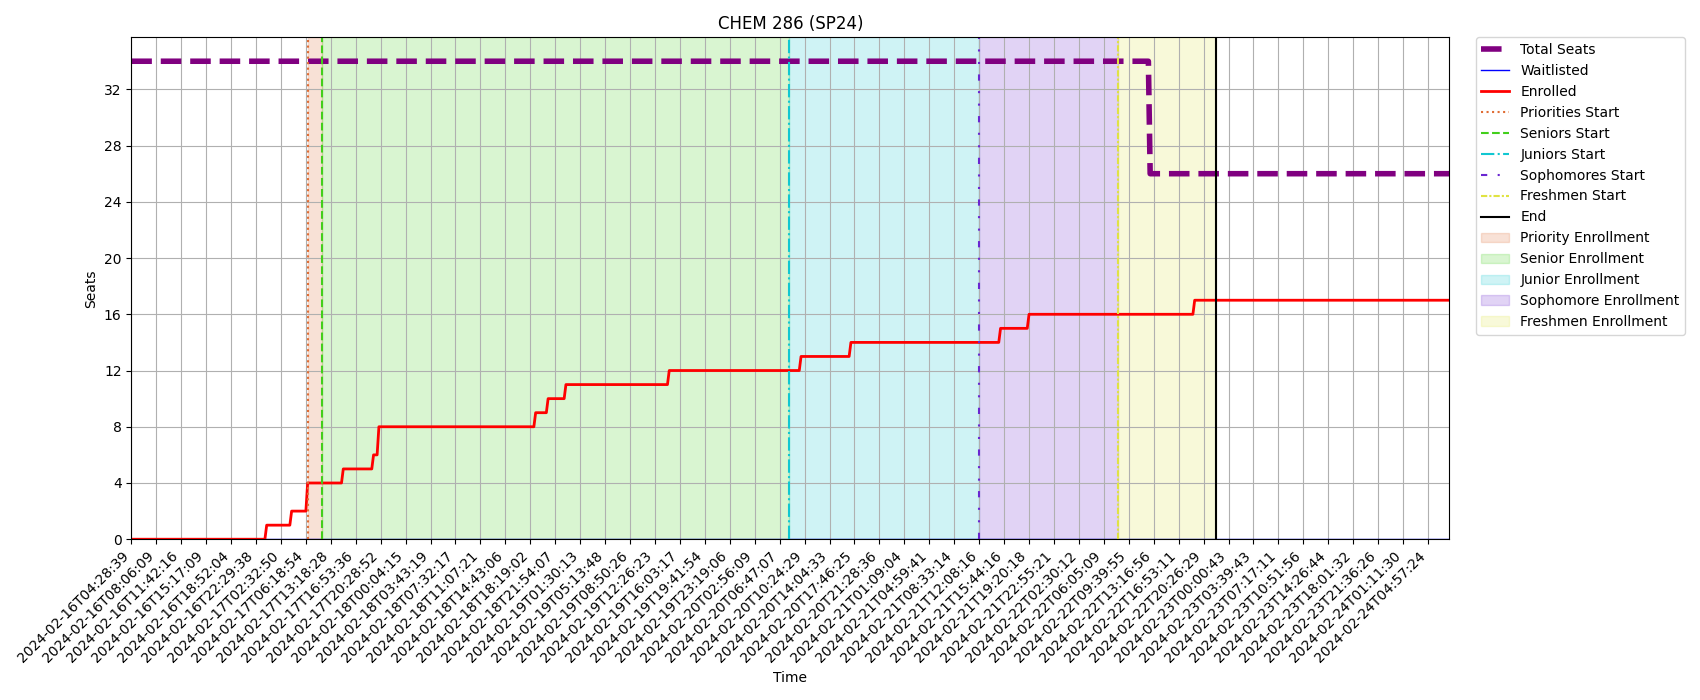 CHEM 286 (SP24)
Seats
32
28
24
20
16
12
8
4
0
2024-02-16T04:28:39
2024-02-16T08:06:09
2024-02-16T11:42:16
2024-02-16T15:17:09
2024-02-16T18:52:04
2024-02-16T22:29:38
2024-02-17T02:32:50
2024-02-17T06:18:54
2024-02-17T13:18:28
2024-02-17T16:53:36
2024-02-17T20:28:52
2024-02-18T00:04:15
2024-02-18T03:43:19
2024-02-18T07:32:17
2024-02-18T11:07:21
2024-02-18T14:43:06
2024-02-18T18:19:02
2024-02-18T21:54:07
2024-02-19T01:30:13
2024-02-19T05:13:48
2024-02-19T08:50:26
2024-02-19T12:26:23
2024-02-19T16:03:17
2024-02-19T19:41:54
2024-02-19T23:19:06
2024-02-20T02:56:09
2024-02-20T06:47:07
2024-02-20T10:24:29
2024-02-20T14:04:33
2024-02-20T17:46:25
2024-02-20T21:28:36
2024-02-21T01:09:04
2024-02-21T04:59:41
2024-02-21T08:33:14
2024-02-21T12:08:16
2024-02-21T15:44:16
2024-02-21T19:20:18
2024-02-21T22:55:21
2024-02-22T02:30:12
2024-02-22T06:05:09
2024-02-22T09:39:55
2024-02-22T13:16:56
2024-02-22T16:53:11
2024-02-22T20:26:29
2024-02-23T00:00:43
2024-02-23T03:39:43
2024-02-23T07:17:11
2024-02-23T10:51:56
2024-02-23T14:26:44
2024-02-23T18:01:32
2024-02-23T21:36:26
2024-02-24T01:11:30
2024-02-24T04:57:24
Time
Total Seats
Waitlisted
Enrolled
Priorities Start
Seniors Start
Juniors Start
Sophomores Start
Freshmen Start
End
Priority Enrollment
Senior Enrollment
Junior Enrollment
Sophomore Enrollment
Freshmen Enrollment